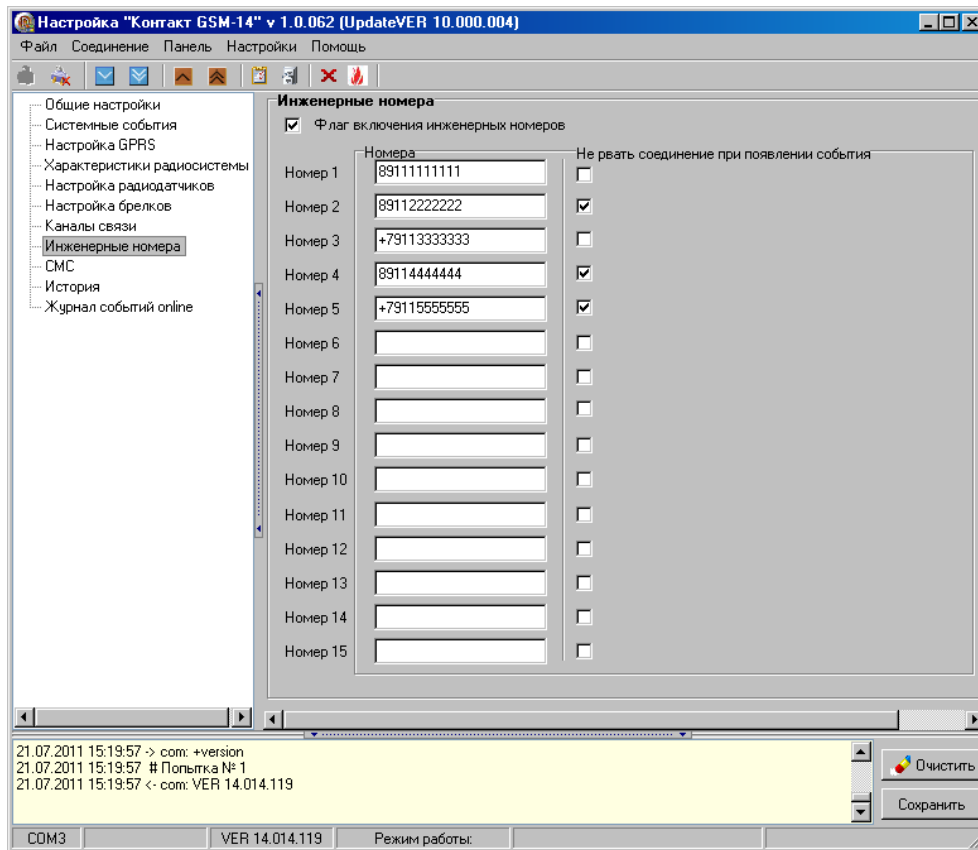 Настройка "Контакт GSM-14" v 1.0.062 (UpdateVER 10.000.004)
Файл Соединение Панель Настройки Помощь
Общие настройки
Системные события
Настройка GPRS
Характеристики радиосистемы
Настройка радиодатчиков
Настройка брелков
Каналы связи
Инженерные номера
СМС
История
Журнал событий online
Инженерные номера
Флаг включения инженерных номеров
Номера
Не рвать соединение при появлении события
Номер 1 89111111111
Номер 2 89112222222
Номер 3 +79113333333
Номер 4 89114444444
Номер 5 +79115555555
Номер 6
Номер 7
Номер 8
Номер 9
Номер 10
Номер 11
Номер 12
Номер 13
Номер 14
Номер 15
21.07.2011 15:19:57 -> com: +version
21.07.2011 15:19:57 # Попытка № 1
21.07.2011 15:19:57 <- com: VER 14.014.119
Очистить
Сохранить
COM3 VER 14.014.119 Режим работы: